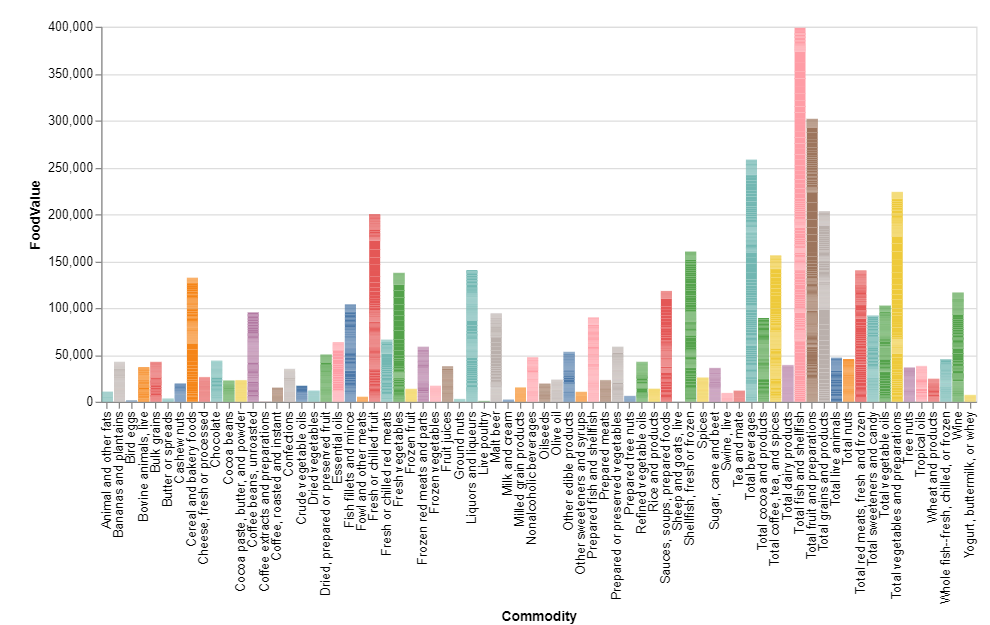 400,000
350,000
300,000
250,000
200,000
150,000
100,000
50,000
0
FoodValue
Animal and other fats
Bananas and plantains
Bird eggs
Bovine animals, live
Bulk grains
Butter or spreads
Cashew nuts
Cereal and bakery foods
Cheese, fresh or processed
Chocolate
Cocoa beans
Cocoa paste, butter, and powder
Coffee beans, unroasted
Coffee extracts and preparations
Coffee, roasted and instant
Confections
Crude vegetable oils
Dried vegetables
Dried, prepared or preserved fruit
Essential oils
Fish fillets and mince
Fowl and other meats
Fresh or chilled fruit
Fresh or chilled red meats
Fresh vegetables
Frozen fruit
Frozen red meats and parts
Frozen vegetables
Fruit juices
Ground nuts
Liquors and liqueurs
Live poultry
Malt beer
Milk and cream
Milled grain products
Nonalcoholic beverages
Oilseeds
Olive oil
Other edible products
Other sweeteners and syrups
Prepared fish and shellfish
Prepared meats
Prepared or preserved vegetables
Prepared tree nuts
Refined vegetable oils
Rice and products
Sauces, soups, prepared foods
Sheep and goats, live
Shellfish, fresh or frozen
Spices
Sugar, cane and beet
Swine, live
Tea and mate
Total beverages
Total cocoa and products
Total coffee, tea, and spices
Total dairy products
Total fish and shellfish
Total fruit and preparations
Total grains and products
Total live animals
Total nuts
Total red meats, fresh and frozen
Total sweeteners and candy
Total vegetable oils
Total vegetables and preparations
Tree nuts
Tropical oils
Wheat and products
Whole fish--fresh, chilled, or frozen
Wine
Yogurt, buttermilk, or whey
Commodity